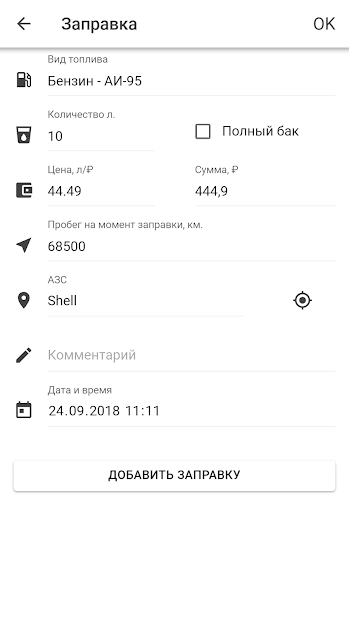 Заправка
OK
Вид топлива
Бензин - АИ-95
Количество л.
10
Полный бак
Цена, л/₽
44.49
Сумма, ₽
444,9
Пробег на момент заправки, км.
68500
АЗС
Shell
Комментарий
Дата и время
24.09.2018 11:11
ДОБАВИТЬ ЗАПРАВКУ